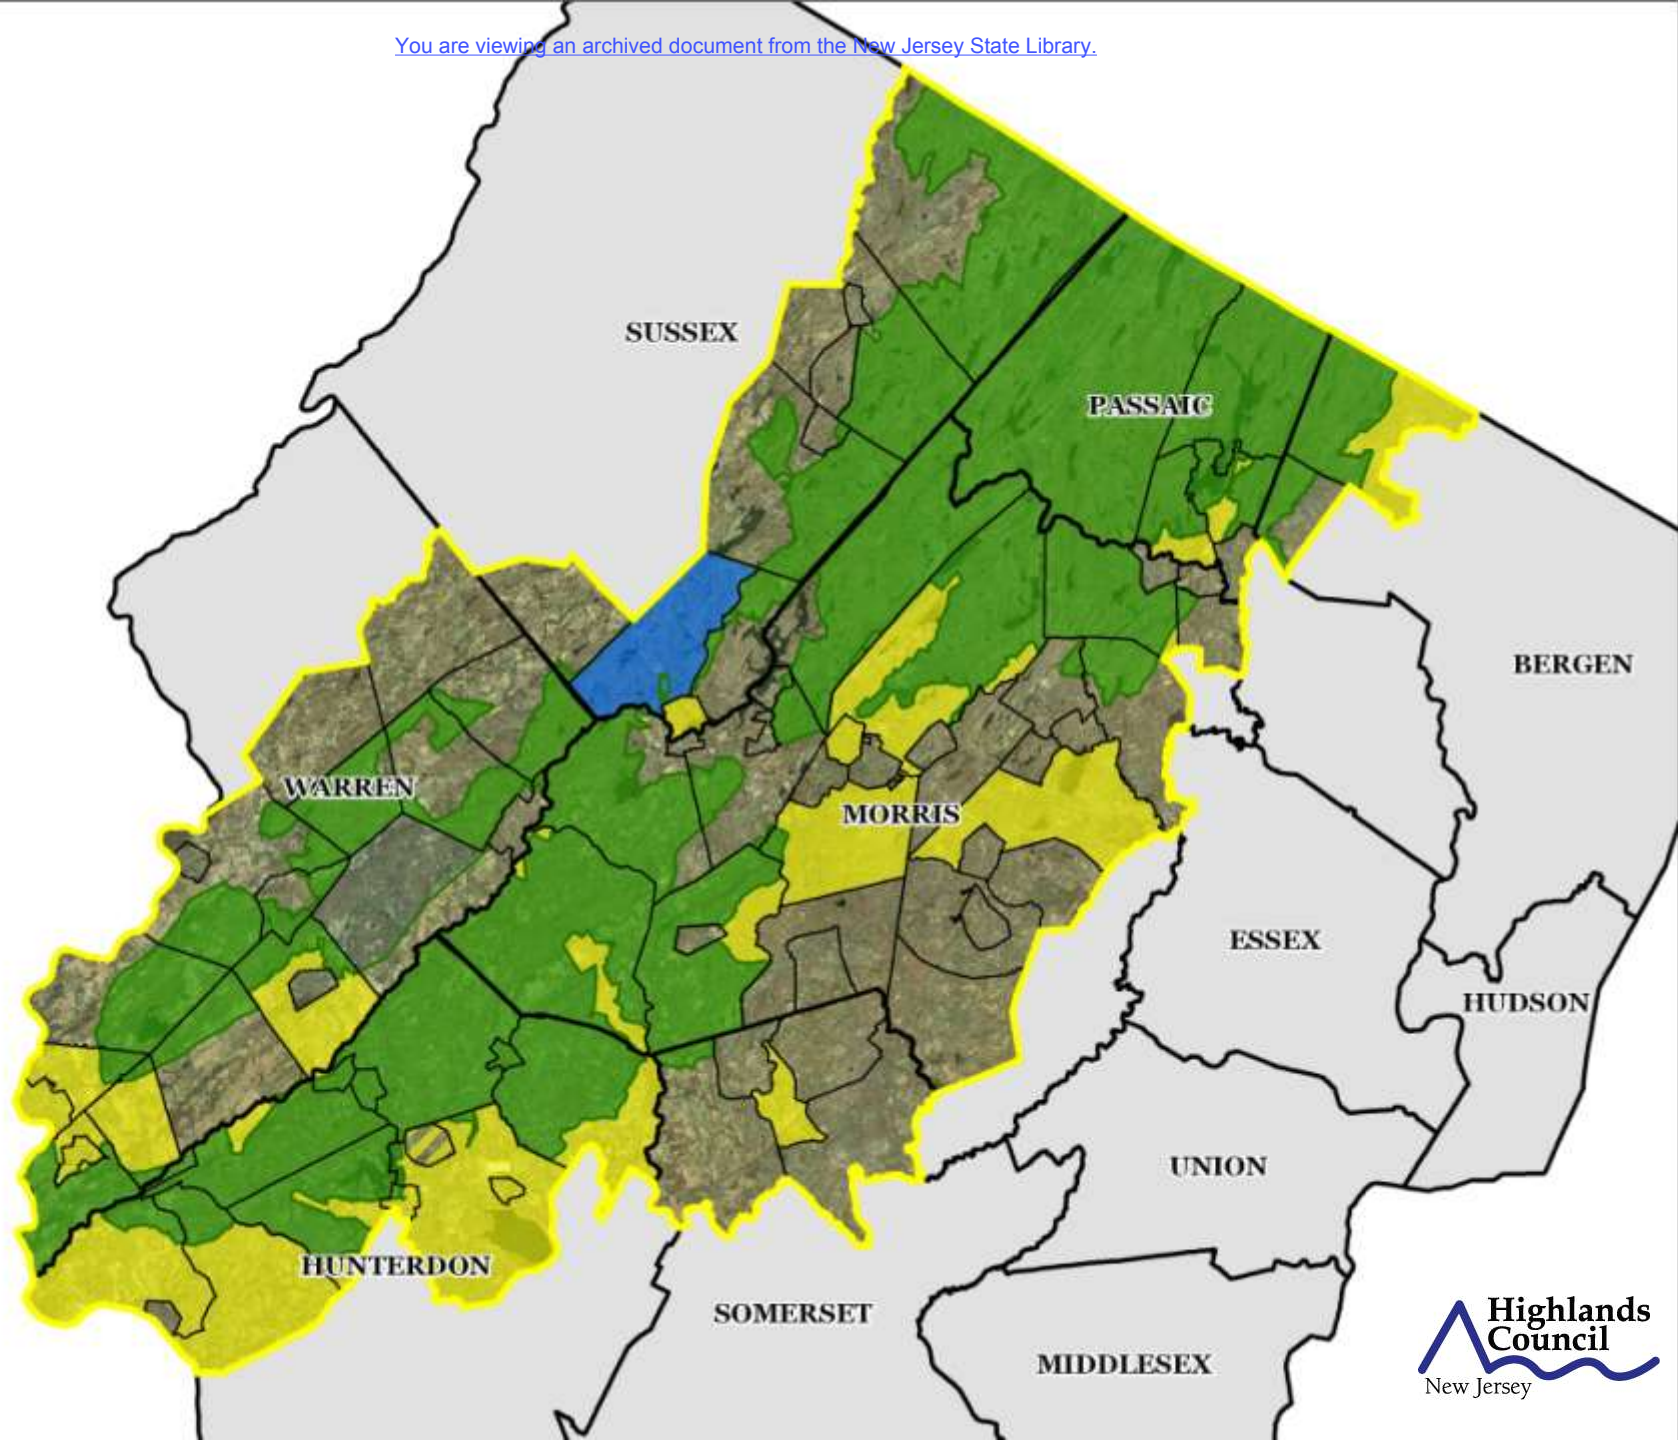 You are viewing an archived document from the New Jersey State Library.
SUSSEX
PASSAIC
BERGEN
WARREN
MORRIS
ESSEX
HUDSON
UNION
HUNTERDON
SOMERSET
MIDDLESEX
Highlands
Council
New Jersey